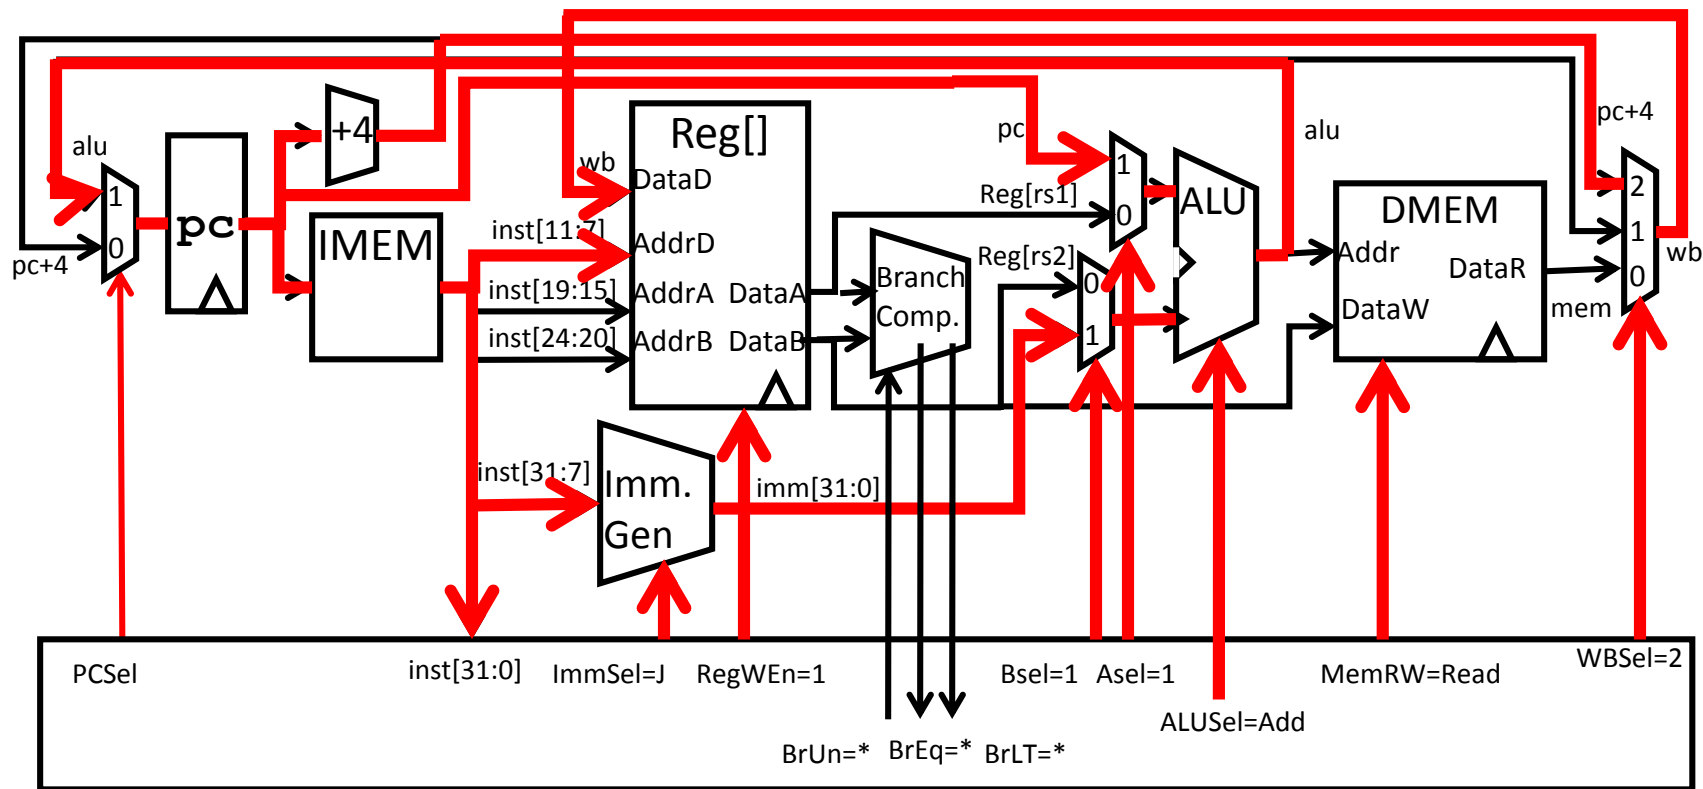 alu
1
0
pc+4
pc
+4
IMEM
Reg[]
wb
DataD
inst[11:7]
AddrD
inst[19:15]
AddrA
DataA
inst[24:20]
AddrB
DataB
inst[31:7]
Imm.
Gen
imm[31:0]
Branch
Comp.
pc
Reg[rs1]
1
0
Reg[rs2]
0
1
ALU
alu
DMEM
Addr
DataR
DataW
mem
pc+4
2
1
0
wb
PCSel
inst[31:0]
ImmSel=J
RegWEn=1
BrUn=*
BrEq=*
BrLT=*
Bsel=1
Asel=1
ALUSel=Add
MemRW=Read
WBSel=2